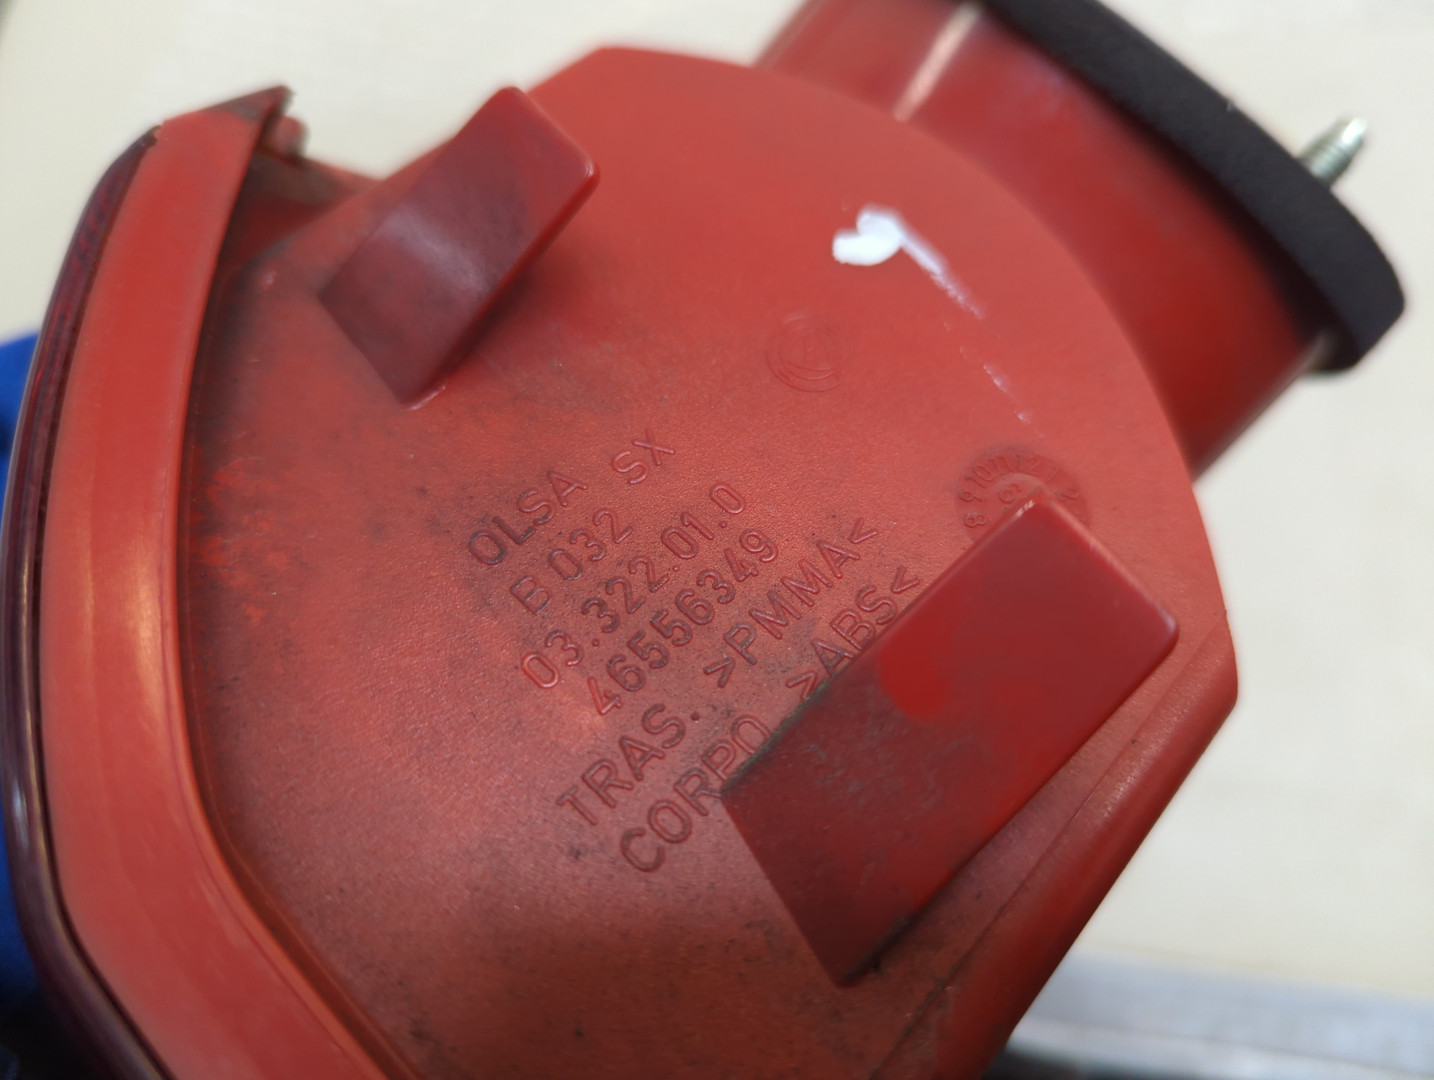 OLSA SX
B 032
03.322.01.0
46556349
TRAS. >PMMA<
CORPO >ABS<